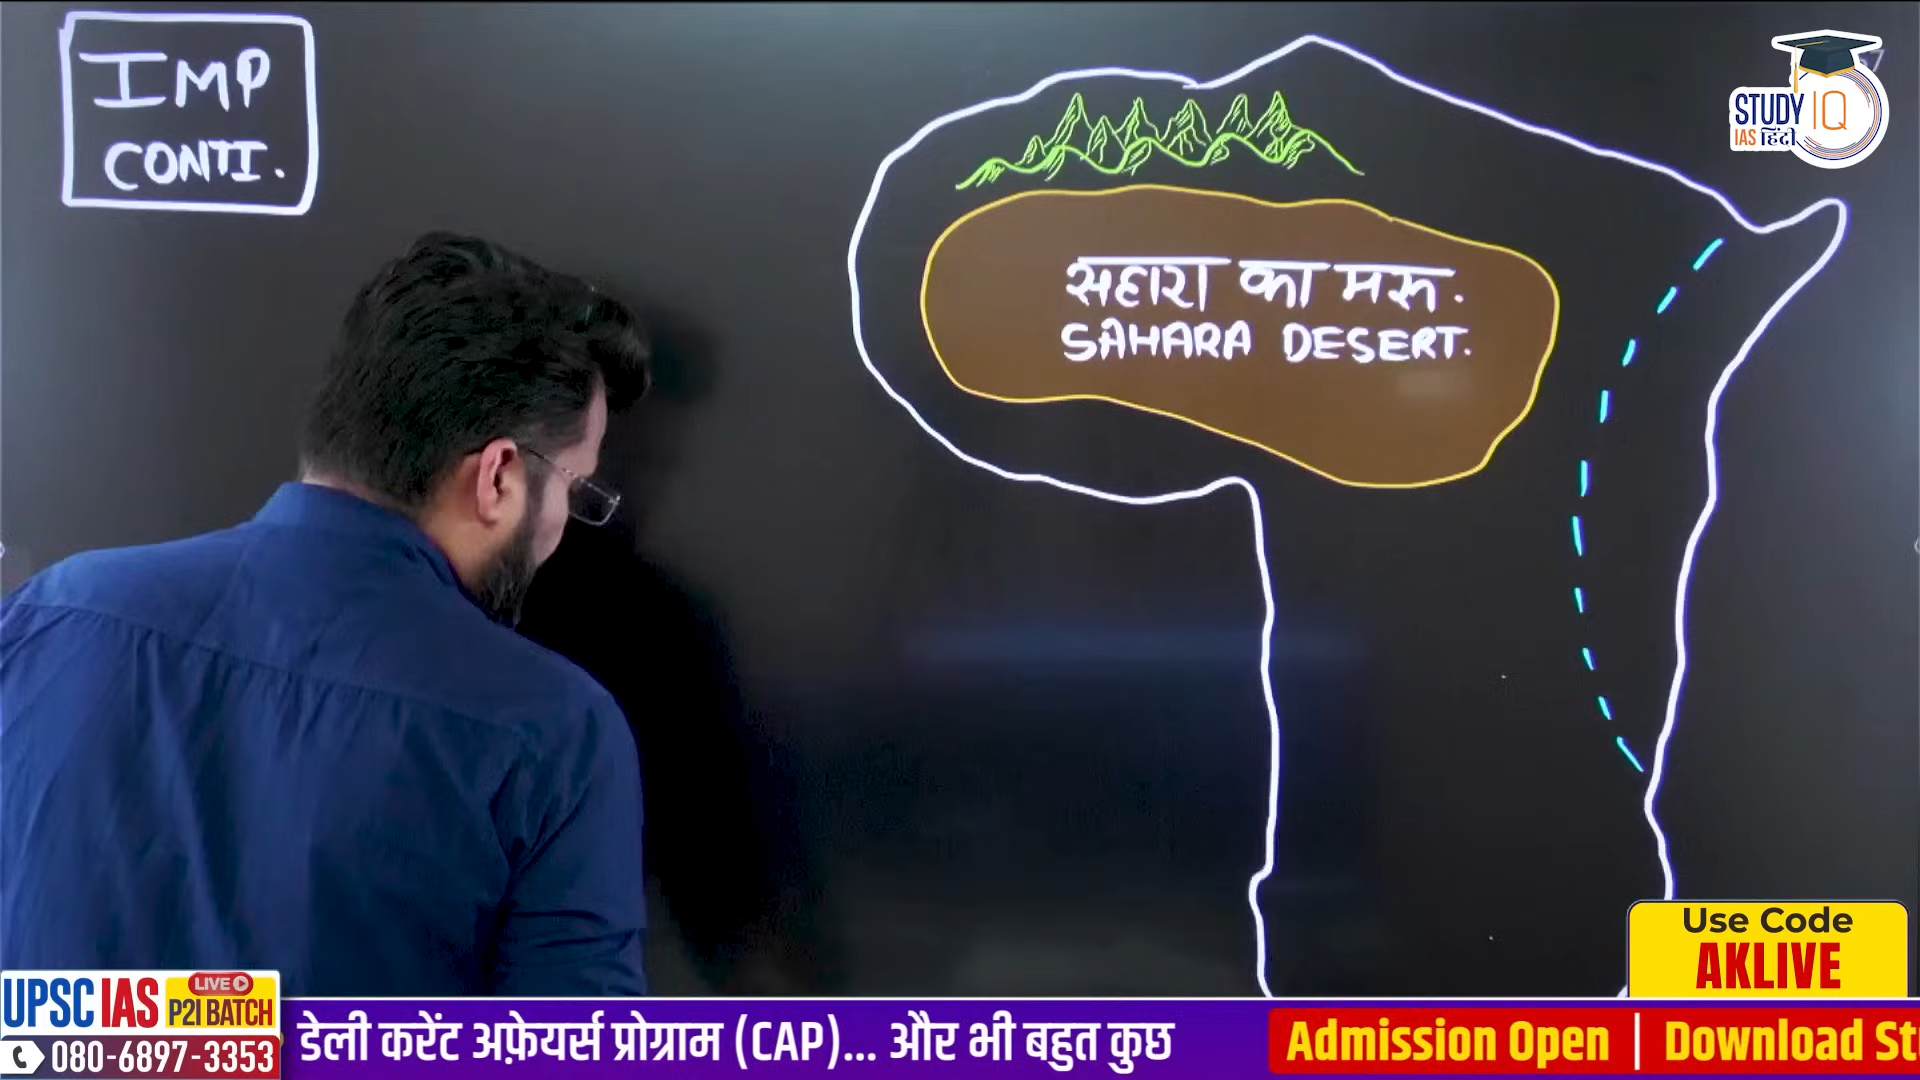 IMP
CONTI.
सहारा का मरु.
SAHARA DESERT.
STUDY IQ
IAS हिंदी
Use Code
AKLIVE
UPSC IAS
LIVE
P2I BATCH
080-6897-3353
डेली करेंट अफ़ेयर्स प्रोग्राम (CAP)... और भी बहुत कुछ
Admission Open | Download St